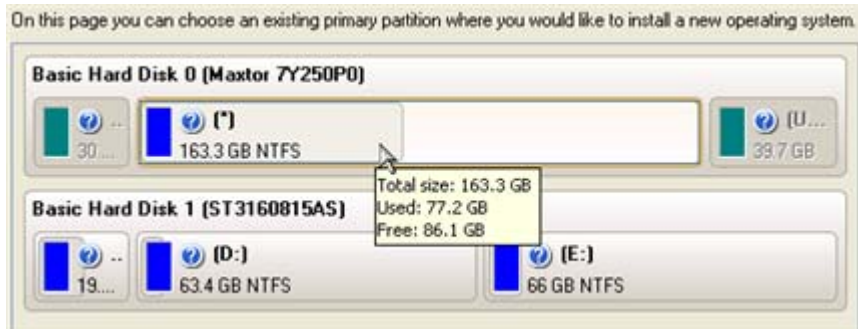 On this page you can choose an existing primary partition where you would like to install a new operating system.
Basic Hard Disk 0 (Maxtor 7Y250P0)
..
30....
(*)
163.3 GB NTFS
(U...
39.7 GB
Total size: 163.3 GB
Used: 77.2 GB
Free: 86.1 GB
Basic Hard Disk 1 (ST3160815AS)
..
19....
(D:)
63.4 GB NTFS
(E:)
66 GB NTFS